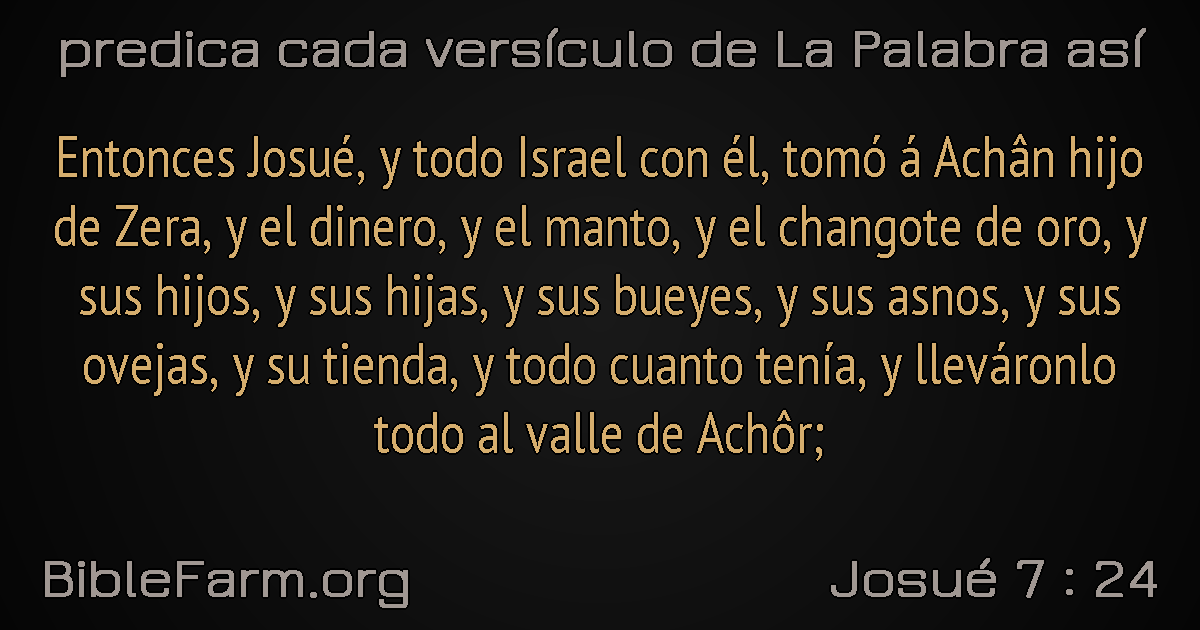 predica cada versículo de La Palabra así
Entonces Josué, y todo Israel con él, tomó á Achân hijo
de Zera, y el dinero, y el manto, y el changote de oro, y
sus hijos, y sus hijas, y sus bueyes, y sus asnos, y sus
ovejas, y su tienda, y todo cuanto tenía, y lleváronlo
todo al valle de Achôr;
BibleFarm.org
Josué 7 : 24